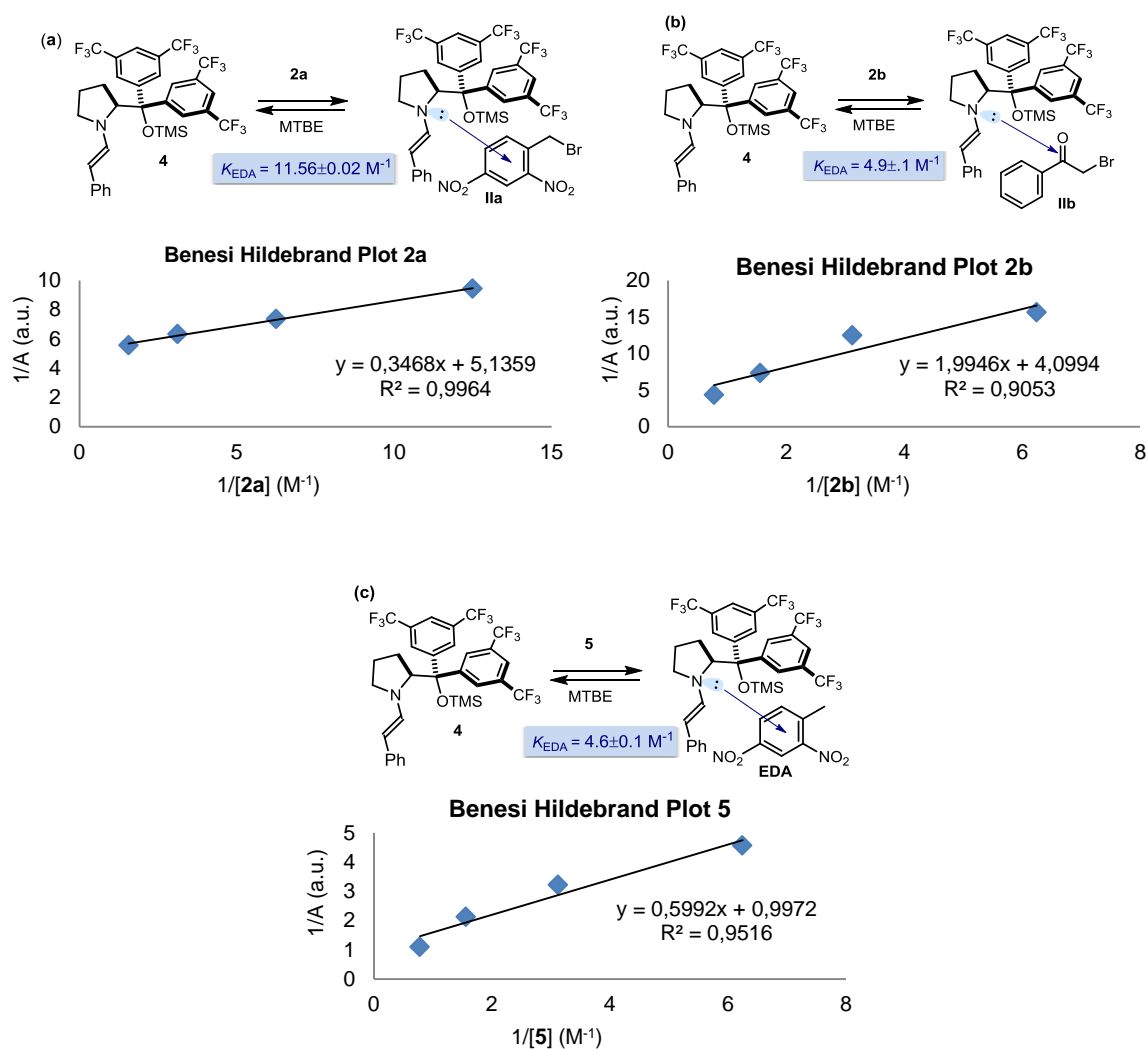 (a)
F3C
CF3
CF3
CF3
N
OTMS
Ph
4
2a
MTBE
KEDA = 11.56±0.02 M-1
F3C
CF3
CF3
CF3
N
:
OTMS
Ph
Br
NO2
NO2
IIa
(b)
F3C
CF3
CF3
CF3
N
OTMS
Ph
4
2b
MTBE
KEDA = 4.9±.1 M-1
F3C
CF3
CF3
CF3
N
:
OTMS
Ph
O
Br
IIb
Benesi Hildebrand Plot 2a
1/A (a.u.)
10
8
6
4
2
0
y = 0,3468x + 5,1359
R² = 0,9964
0 5 10 15
1/[2a] (M-1)
Benesi Hildebrand Plot 2b
1/A (a.u.)
20
15
10
5
0
y = 1,9946x + 4,0994
R² = 0,9053
0 2 4 6 8
1/[2b] (M-1)
(c)
F3C
CF3
CF3
CF3
N
OTMS
Ph
4
5
MTBE
KEDA = 4.6±0.1 M-1
F3C
CF3
CF3
CF3
N
:
OTMS
Ph
NO2
NO2
EDA
Benesi Hildebrand Plot 5
1/A (a.u.)
5
4
3
2
1
0
y = 0,5992x + 0,9972
R² = 0,9516
0 2 4 6 8
1/[5] (M-1)